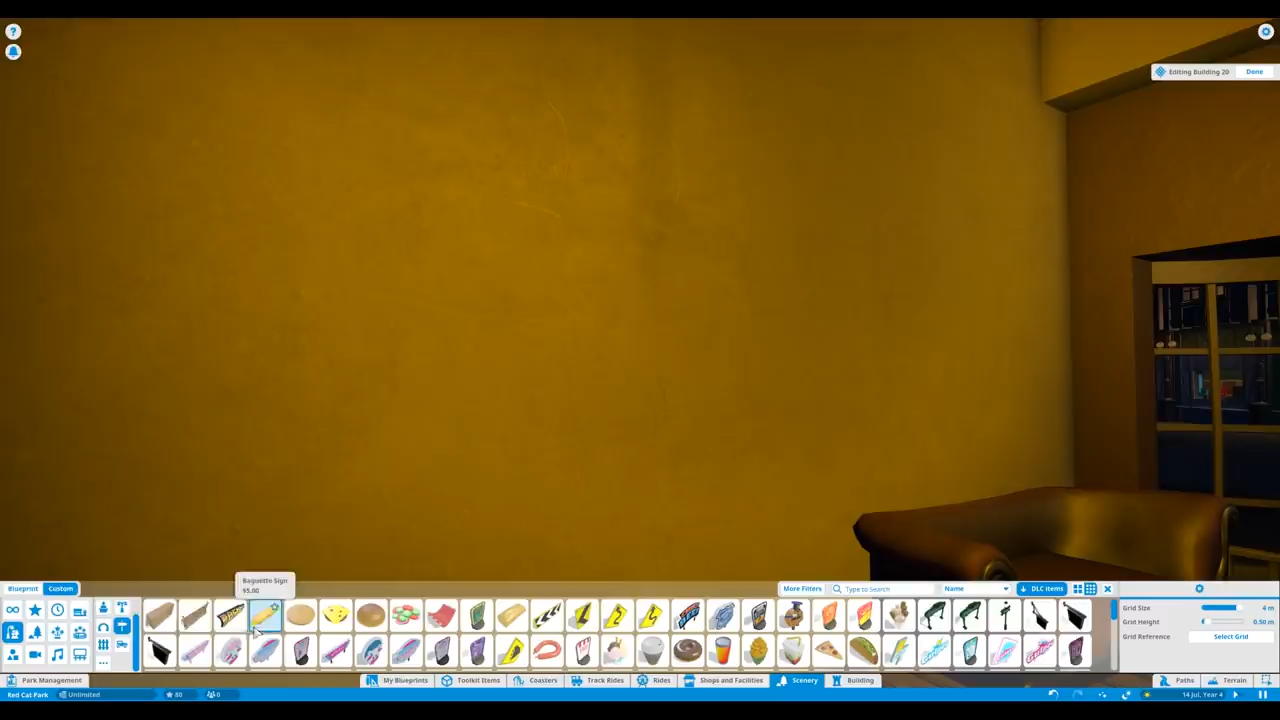 ?
Editing Building 20 Done
Baguette Sign
$5.00
Blueprint Custom More Filters Type to Search Name DLC items
Grid Size 4 m
Grid Height 0.50 m
Grid Reference Select Grid
Park Management My Blueprints Toolkit Items Coasters Track Rides Rides Shops and Facilities Scenery Building Paths Terrain
Red Cat Park Unlimited 80 0 14 Jul, Year 4